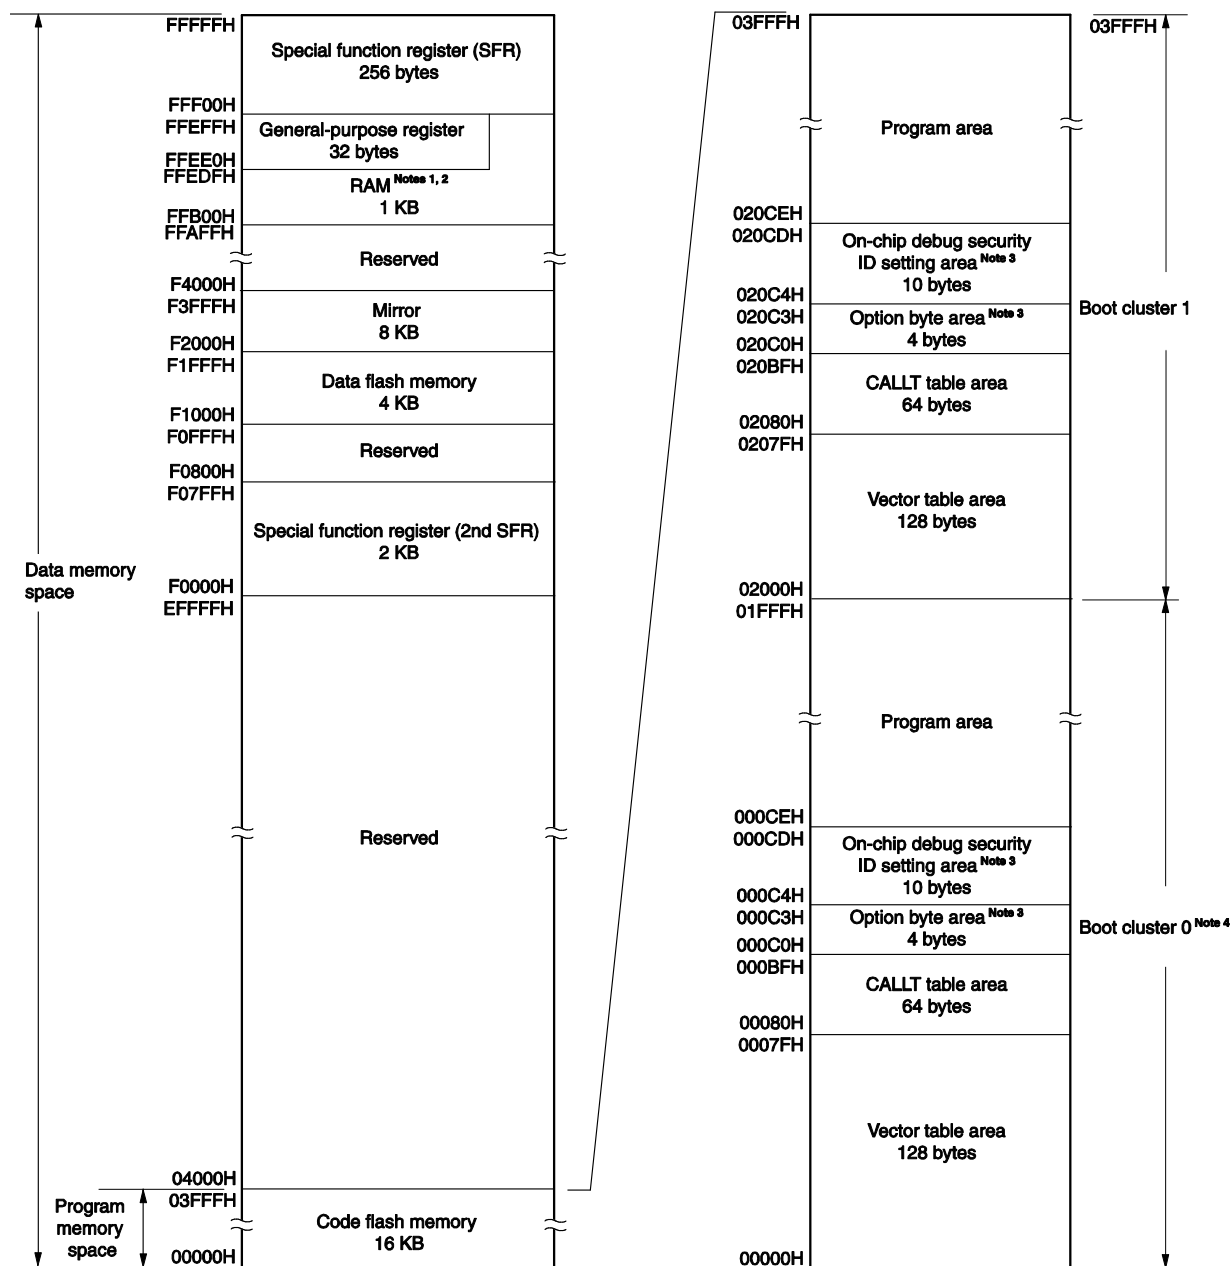 FFFFFH
Special function register (SFR)
256 bytes
FFF00H
FFEFFH
General-purpose register
32 bytes
FFEE0H
FFEDFH
RAM Notes 1, 2
1 KB
FFB00H
FFAFFH
Reserved
F4000H
F3FFFH
Mirror
8 KB
F2000H
F1FFFH
Data flash memory
4 KB
F1000H
F0FFFH
Reserved
F0800H
F07FFH
Special function register (2nd SFR)
2 KB
Data memory
space
F0000H
EFFFFH
Reserved
04000H
03FFFH
Program
memory
space
Code flash memory
16 KB
00000H
03FFFH
03FFFH
Program area
020CEH
020CDH
On-chip debug security
ID setting area Note 3
10 bytes
020C4H
020C3H
Option byte area Note 3
4 bytes
020C0H
020BFH
Boot cluster 1
CALLT table area
64 bytes
02080H
0207FH
Vector table area
128 bytes
02000H
01FFFH
Program area
000CEH
000CDH
On-chip debug security
ID setting area Note 3
10 bytes
000C4H
000C3H
Option byte area Note 3
4 bytes
Boot cluster 0 Note 4
000C0H
000BFH
CALLT table area
64 bytes
00080H
0007FH
Vector table area
128 bytes
00000H